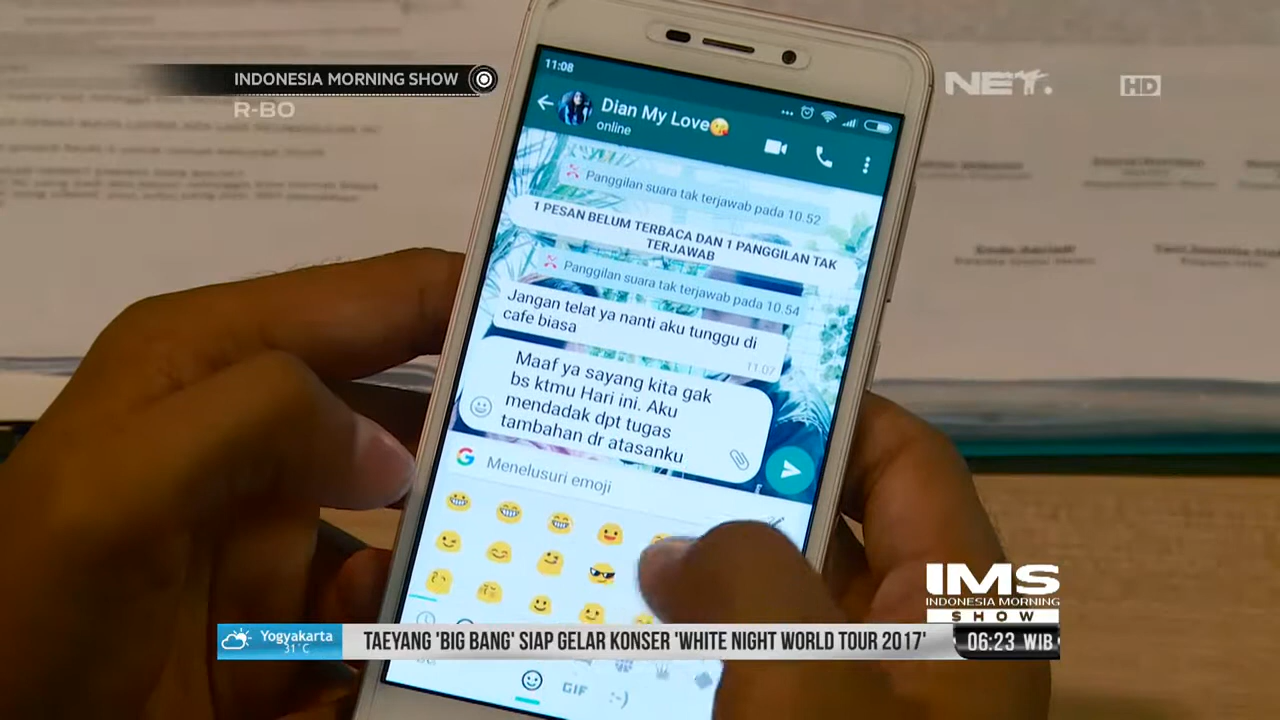 INDONESIA MORNING SHOW
R-BO
NET.
HD
11:08
Dian My Love😘
online
Panggilan suara tak terjawab pada 10.52
1 PESAN BELUM TERBACA DAN 1 PANGGILAN TAK
TERJAWAB
Panggilan suara tak terjawab pada 10.54
Jangan telat ya nanti aku tunggu di
cafe biasa
11.07
Maaf ya sayang kita gak
bs ktmu Hari ini. Aku
mendadak dpt tugas
tambahan dr atasanku
G
Menelusuri emoji
GIF
:-)
IMS
INDONESIA MORNING
SHOW
Yogyakarta
31°C
TAEYANG 'BIG BANG' SIAP GELAR KONSER 'WHITE NIGHT WORLD TOUR 2017'
06:23 WIB